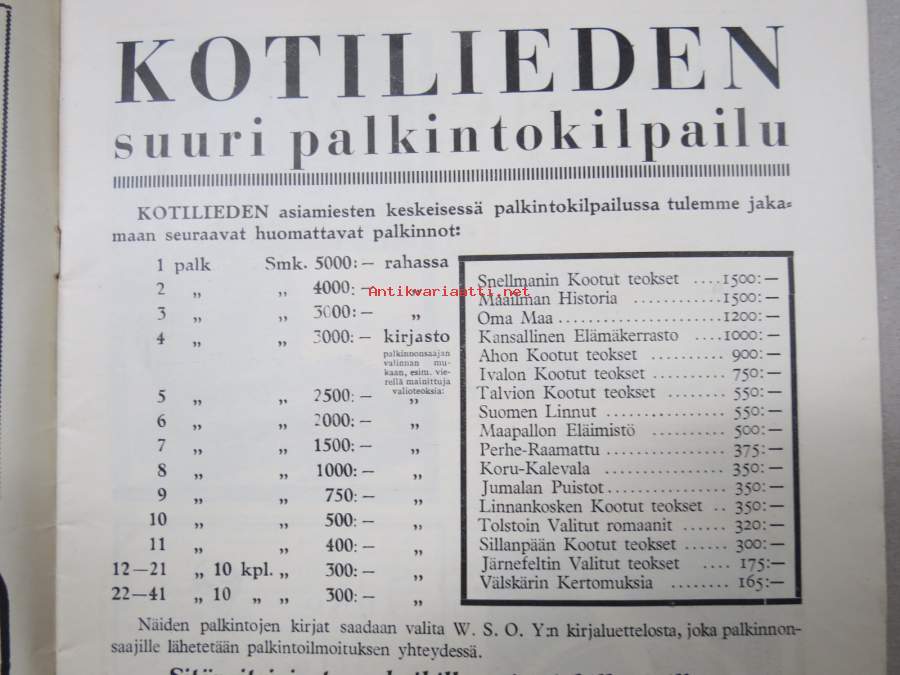 KOTILIEDEN
suuri palkintokilpailu
KOTILIEDEN asiamiesten keskeisessä palkintokilpailussa tulemme jaka=
maan seuraavat huomattavat palkinnot:
1 palk Smk. 5000:— rahassa
2 „ „ 4000:— „
3 „ „ 3000:— „
4 „ „ 3000:— kirjasto
palkinnonsaajan
valinnan mu-
kaan, esim. vie-
rellä mainittuja
valioteoksia:
5 „ „ 2500:— „
6 „ „ 2000:— „
7 „ „ 1500:— „
8 „ „ 1000:— „
9 „ „ 750:— „
10 „ „ 500:— „
11 „ „ 400:— „
12—21 „ 10 kpl. „ 300:— „
22—41 „ 10 „ „ 300:— „
Snellmanin Kootut teokset ....1500:—
Maailman Historia ............1500:—
Oma Maa ......................1200:—
Kansallinen Elämäkerrasto ....1000:—
Ahon Kootut teokset .......... 900:—
Ivalon Kootut teokset .......... 750:—
Talvion Kootut teokset ......... 550:—
Suomen Linnut ................ 550:—
Maapallon Eläimistö .......... 500:—
Perhe-Raamattu ................ 375:—
Koru-Kalevala ................ 350:—
Jumalan Puistot............... 350:—
Linnankosken Kootut teokset .. 350:—
Tolstoin Valitut romaanit ...... 320:—
Sillanpään Kootut teokset ...... 300:—
Järnefeltin Valitut teokset .... 175:—
Välskärin Kertomuksia ........ 165:—
Antikvariaatti.net
Näiden palkintojen kirjat saadaan valita W. S. O. Y:n kirjaluettelosta, joka palkinnon-
saajille lähetetään palkintoilmoituksen yhteydessä.